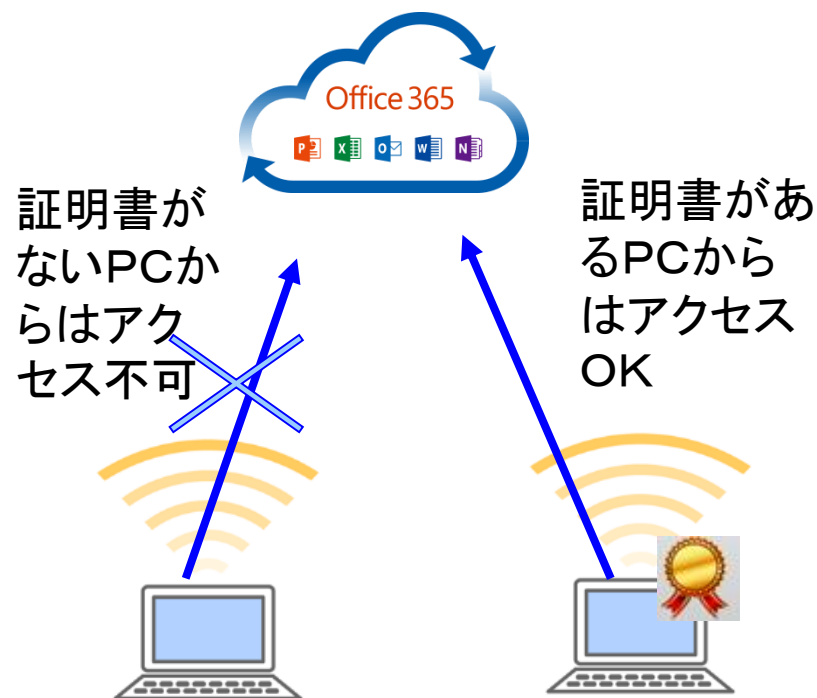 Office 365
P X O W N
証明書が
ないPCか
らはアク
セス不可
証明書があ
るPCから
はアクセス
OK